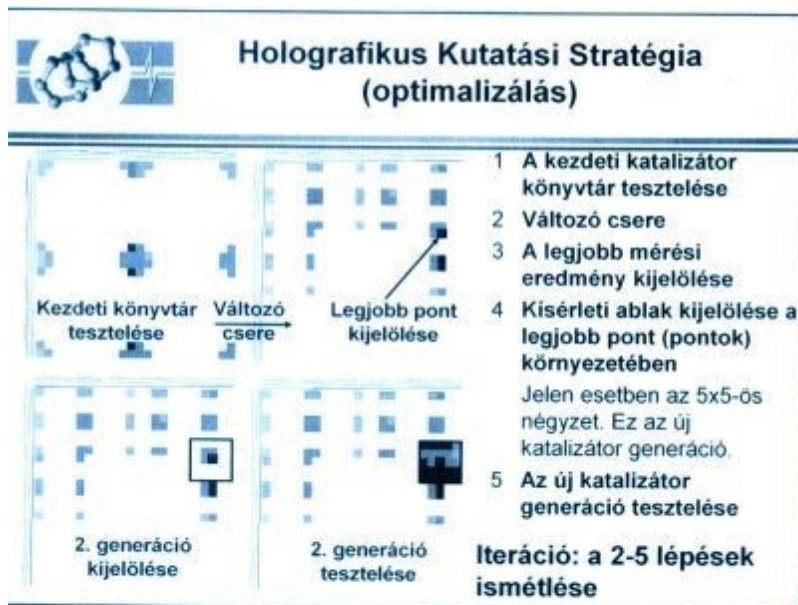 Holografikus Kutatási Stratégia
(optimalizálás)
Kezdeti könyvtár
tesztelése
Változó
csere
Legjobb pont
kijelölése
2. generáció
kijelölése
2. generáció
tesztelése
1 A kezdeti katalizátor
könyvtár tesztelése
2 Változó csere
3 A legjobb mérési
eredmény kijelölése
4 Kisérleti ablak kijelölése a
legjobb pont (pontok)
környezetében
Jelen esetben az 5x5-ös
négyzet. Ez az új
katalizátor generáció.
5 Az új katalizátor
generáció tesztelése
Iteráció: a 2-5 lépések
ismétlése